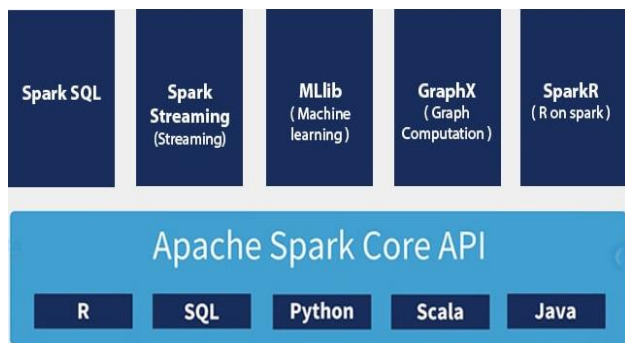 Spark SQL
Spark
Streaming
(Streaming)
MLlib
( Machine
learning )
GraphX
( Graph
Computation )
SparkR
( R on spark )
Apache Spark Core API
R
SQL
Python
Scala
Java